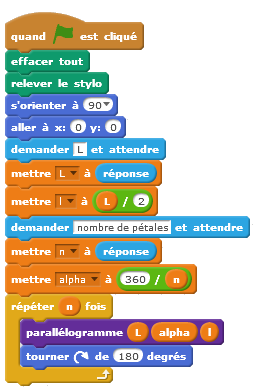 quand est cliqué
effacer tout
relever le stylo
s'orienter à 90
aller à x: 0 y: 0
demander L et attendre
mettre L à réponse
mettre l à L / 2
demander nombre de pétales et attendre
mettre n à réponse
mettre alpha à 360 / n
répéter n fois
parallélogramme L alpha l
tourner de 180 degrés